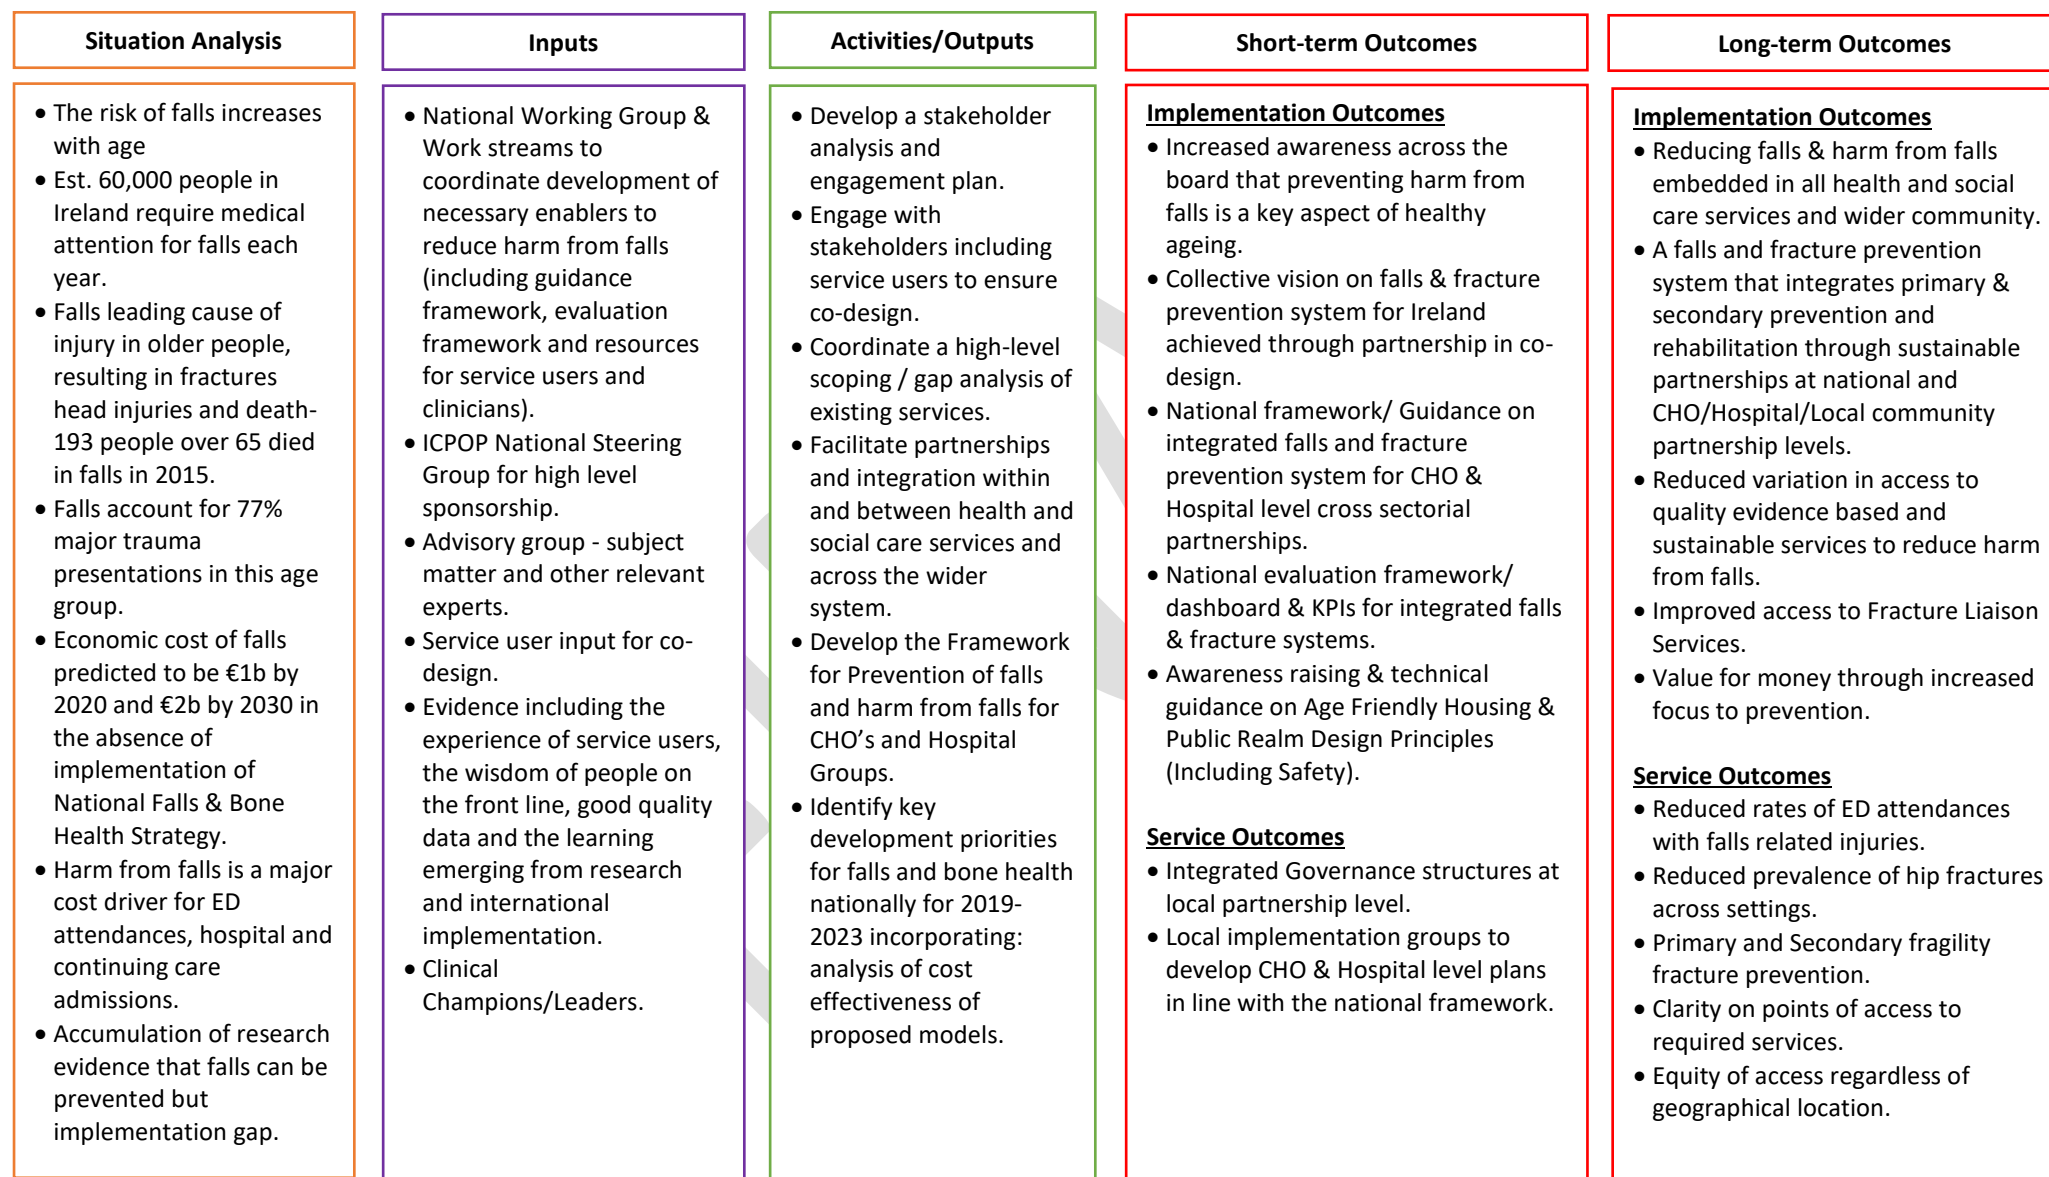 Situation Analysis
• The risk of falls increases
with age
• Est. 60,000 people in
Ireland require medical
attention for falls each
year.
• Falls leading cause of
injury in older people,
resulting in fractures
head injuries and death-
193 people over 65 died
in falls in 2015.
• Falls account for 77%
major trauma
presentations in this age
group.
• Economic cost of falls
predicted to be €1b by
2020 and €2b by 2030 in
the absence of
implementation of
National Falls & Bone
Health Strategy.
• Harm from falls is a major
cost driver for ED
attendances, hospital and
continuing care
admissions.
• Accumulation of research
evidence that falls can be
prevented but
implementation gap.
Inputs
• National Working Group &
Work streams to
coordinate development of
necessary enablers to
reduce harm from falls
(including guidance
framework, evaluation
framework and resources
for service users and
clinicians).
• ICPOP National Steering
Group for high level
sponsorship.
• Advisory group - subject
matter and other relevant
experts.
• Service user input for co-
design.
• Evidence including the
experience of service users,
the wisdom of people on
the front line, good quality
data and the learning
emerging from research
and international
implementation.
• Clinical
Champions/Leaders.
Activities/Outputs
• Develop a stakeholder
analysis and
engagement plan.
• Engage with
stakeholders including
service users to ensure
co-design.
• Coordinate a high-level
scoping / gap analysis of
existing services.
• Facilitate partnerships
and integration within
and between health and
social care services and
across the wider
system.
• Develop the Framework
for Prevention of falls
and harm from falls for
CHO’s and Hospital
Groups.
• Identify key
development priorities
for falls and bone health
nationally for 2019-
2023 incorporating:
analysis of cost
effectiveness of
proposed models.
Short-term Outcomes
Implementation Outcomes
• Increased awareness across the
board that preventing harm from
falls is a key aspect of healthy
ageing.
• Collective vision on falls & fracture
prevention system for Ireland
achieved through partnership in co-
design.
• National framework/ Guidance on
integrated falls and fracture
prevention system for CHO &
Hospital level cross sectorial
partnerships.
• National evaluation framework/
dashboard & KPIs for integrated falls
& fracture systems.
• Awareness raising & technical
guidance on Age Friendly Housing &
Public Realm Design Principles
(Including Safety).
Service Outcomes
• Integrated Governance structures at
local partnership level.
• Local implementation groups to
develop CHO & Hospital level plans
in line with the national framework.
Long-term Outcomes
Implementation Outcomes
• Reducing falls & harm from falls
embedded in all health and social
care services and wider community.
• A falls and fracture prevention
system that integrates primary &
secondary prevention and
rehabilitation through sustainable
partnerships at national and
CHO/Hospital/Local community
partnership levels.
• Reduced variation in access to
quality evidence based and
sustainable services to reduce harm
from falls.
• Improved access to Fracture Liaison
Services.
• Value for money through increased
focus to prevention.
Service Outcomes
• Reduced rates of ED attendances
with falls related injuries.
• Reduced prevalence of hip fractures
across settings.
• Primary and Secondary fragility
fracture prevention.
• Clarity on points of access to
required services.
• Equity of access regardless of
geographical location.